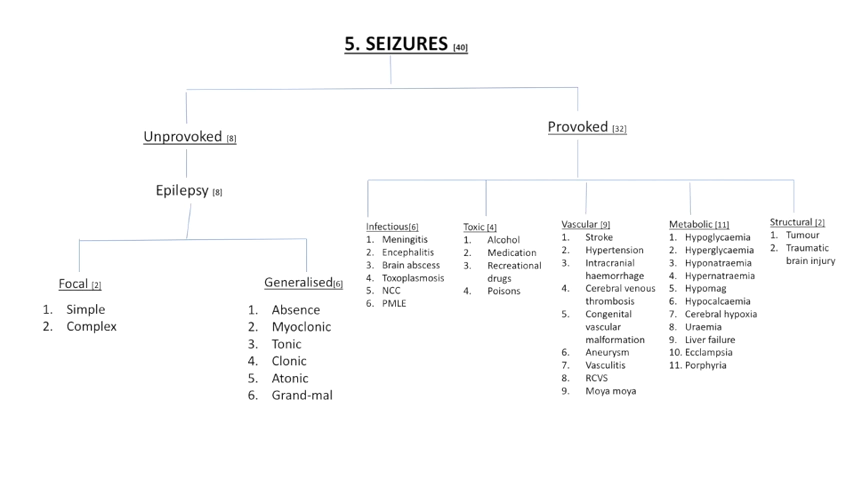 5. SEIZURES [40]
Unprovoked [8]
Provoked [32]
Epilepsy [8]
Focal [2]
1. Simple
2. Complex
Generalised[6]
1. Absence
2. Myoclonic
3. Tonic
4. Clonic
5. Atonic
6. Grand-mal
Infectious[6]
1. Meningitis
2. Encephalitis
3. Brain abscess
4. Toxoplasmosis
5. NCC
6. PMLE
Toxic [4]
1. Alcohol
2. Medication
3. Recreational
drugs
4. Poisons
Vascular [9]
1. Stroke
2. Hypertension
3. Intracranial
haemorrhage
4. Cerebral venous
thrombosis
5. Congenital
vascular
malformation
6. Aneurysm
7. Vasculitis
8. RCVS
9. Moya moya
Metabolic [11]
1. Hypoglycaemia
2. Hyperglycaemia
3. Hyponatraemia
4. Hypernatraemia
5. Hypomag
6. Hypocalcaemia
7. Cerebral hypoxia
8. Uraemia
9. Liver failure
10. Ecclampsia
11. Porphyria
Structural [2]
1. Tumour
2. Traumatic
brain injury